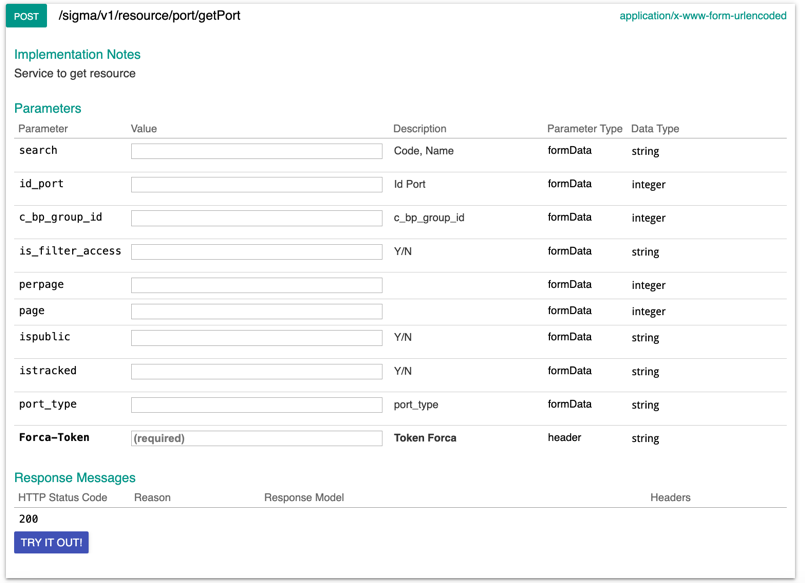 POST /sigma/v1/resource/port/getPort application/x-www-form-urlencoded
Implementation Notes
Service to get resource
Parameters
Parameter Value Description Parameter Type Data Type
search Code, Name formData string
id_port Id Port formData integer
c_bp_group_id c_bp_group_id formData integer
is_filter_access Y/N formData string
perpage formData integer
page formData integer
ispublic Y/N formData string
istracked Y/N formData string
port_type port_type formData string
Forca-Token (required) Token Forca header string
Response Messages
HTTP Status Code Reason Response Model Headers
200
TRY IT OUT!